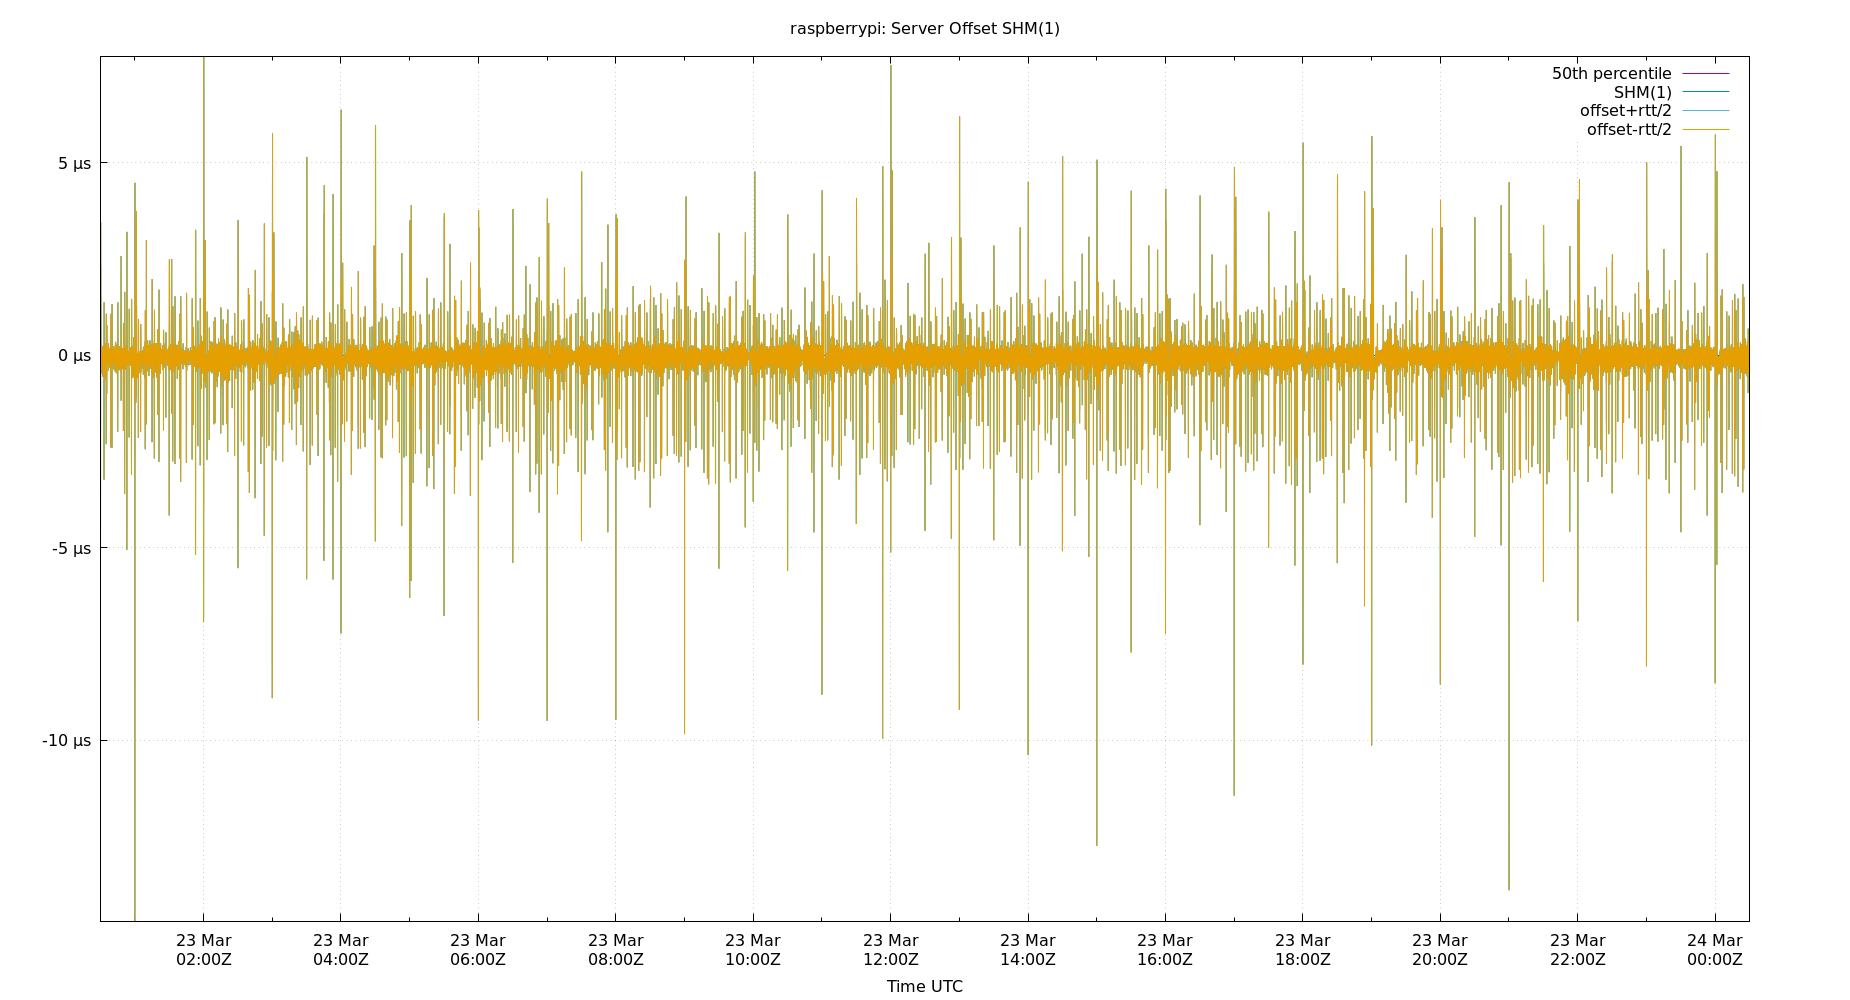 raspberrypi: Server Offset SHM(1)
50th percentile
SHM(1)
offset+rtt/2
offset-rtt/2
5 µs
0 µs
-5 µs
-10 µs
23 Mar 23 Mar 23 Mar 23 Mar 23 Mar 23 Mar 23 Mar 23 Mar 23 Mar 23 Mar 23 Mar 24 Mar
02:00Z 04:00Z 06:00Z 08:00Z 10:00Z 12:00Z 14:00Z 16:00Z 18:00Z 20:00Z 22:00Z 00:00Z
Time UTC